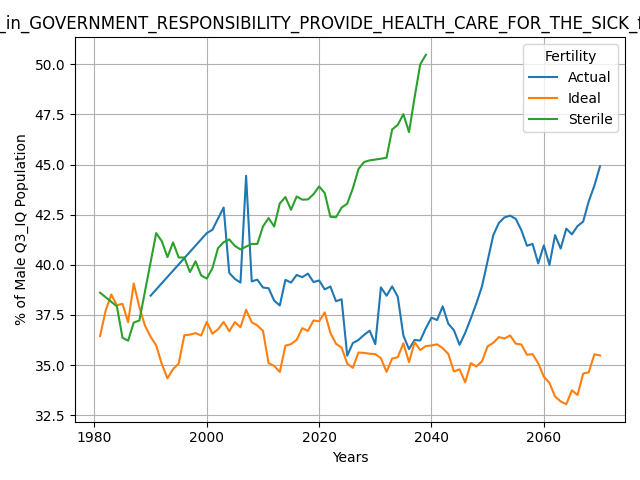 _in_GOVERNMENT_RESPONSIBILITY_PROVIDE_HEALTH_CARE_FOR_THE_SICK_
Fertility
Actual
Ideal
Sterile
% of Male Q3_IQ Population
50.0
47.5
45.0
42.5
40.0
37.5
35.0
32.5
1980 2000 2020 2040 2060
Years